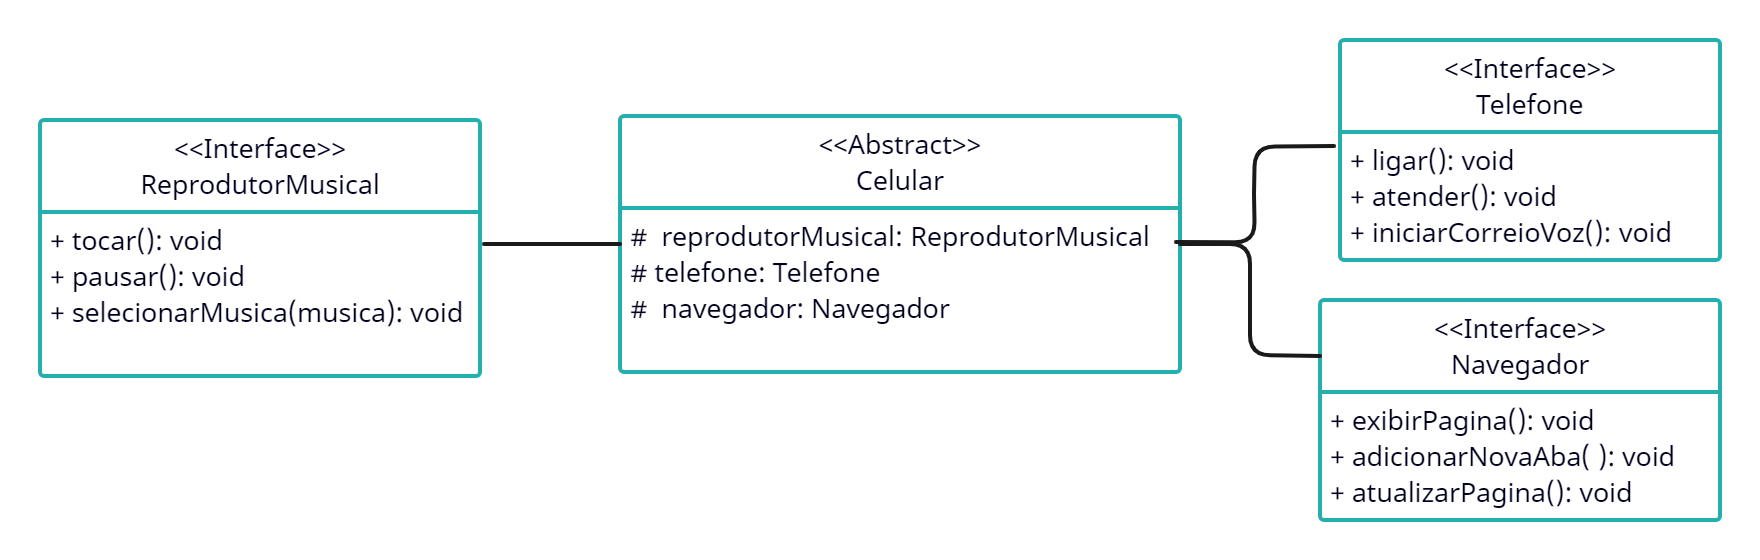 <<Interface>>
ReprodutorMusical
+ tocar(): void
+ pausar(): void
+ selecionarMusica(musica): void
<<Abstract>>
Celular
#  reprodutorMusical: ReprodutorMusical
# telefone: Telefone
#  navegador: Navegador
<<Interface>>
Telefone
+ ligar(): void
+ atender(): void
+ iniciarCorreioVoz(): void
<<Interface>>
Navegador
+ exibirPagina(): void
+ adicionarNovaAba( ): void
+ atualizarPagina(): void